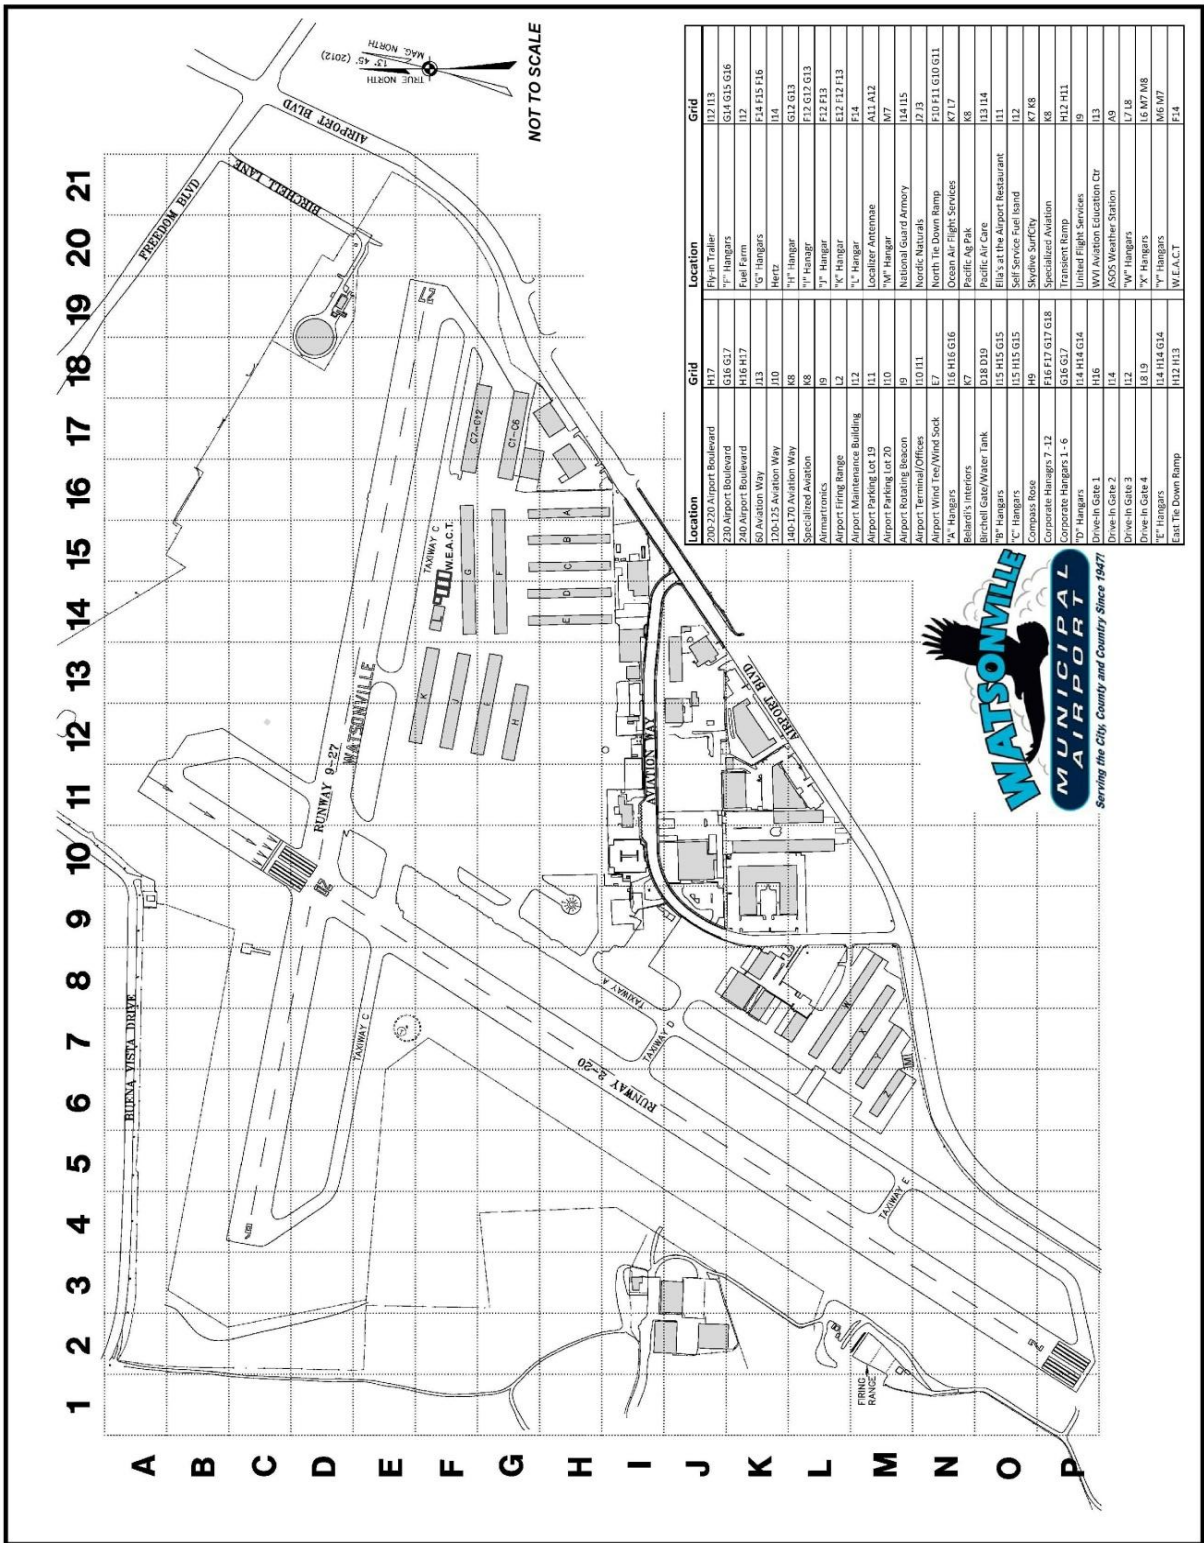 1 2 3 4 5 6 7 8 9 10 11 12 13 14 15 16 17 18 19 20 21
A
B
C
D
E
F
G
H
I
J
K
L
M
N
O
P
BUENA VISTA DRIVE
FREEDOM BLVD
BIRCHELL LANE
AIRPORT BLVD
TRUE NORTH
13° 45' (2012)
MAG. NORTH
NOT TO SCALE
RUNWAY 9-27
WATSONVILLE
27
TAXIWAY C
TAXIWAY C
W.E.A.C.T.
L
K
J
I
H
G
F
E
D
C
B
A
C7-C12
C1-C6
RUNWAY 2-20
TAXIWAY A
TAXIWAY D
TAXIWAY E
AVIATION WAY
AIRPORT BLVD
W
X
Y
M
FIRING
RANGE
Location Grid Location Grid
200-220 Airport Boulevard H17 Fly-in Trailer I12 I13
230 Airport Boulevard G16 G17 "F" Hangars G14 G15 G16
240 Airport Boulevard H16 H17 Fuel Farm I12
60 Aviation Way J13 "G" Hangars F14 F15 F16
120-125 Aviation Way J10 Hertz I14
140-170 Aviation Way K8 "H" Hangar G12 G13
Specialized Aviation K8 "I" Hanagr F12 G12 G13
Airmartronics I9 "J" Hangar F12 F13
Airport Firing Range L2 "K" Hangar E12 F12 F13
Airport Maintenance Building I12 "L" Hangar F14
Airport Parking Lot 19 I11 Localizer Antennae A11 A12
Airport Parking Lot 20 I10 "M" Hangar M7
Airport Rotating Beacon I9 National Guard Armory I14 I15
Airport Terminal/Offices I10 I11 Nordic Naturals J2 J3
Airport Wind Tee/Wind Sock E7 North Tie Down Ramp F10 F11 G10 G11
"A" Hangars I16 H16 G16 Ocean Air Flight Services K7 L7
Belardi's Interiors K7 Pacific Ag Pak K8
Birchell Gate/Water Tank D18 D19 Pacific Air Care I13 I14
"B" Hangars I15 H15 G15 Ella's at the Airport Restaurant I11
"C" Hangars I15 H15 G15 Self Service Fuel Island I12
Compass Rose H9 Skydive SurfCity K7 K8
Corporate Hanagrs 7 -12 F16 F17 G17 G18 Specialized Aviation K8
Corporate Hangars 1 - 6 G16 G17 Transient Ramp H12 H11
"D" Hangars I14 H14 G14 United Flight Services I9
Drive-In Gate 1 H16 WVI Aviation Education Ctr I13
Drive-In Gate 2 I14 ASOS Weather Station A9
Drive-In Gate 3 I12 "W" Hangars L7 L8
Drive-In Gate 4 L8 L9 "X" Hangars L6 M7 M8
"E" Hangars I14 H14 G14 "Y" Hangars M6 M7
East Tie Down Ramp H12 H13 W.E.A.C.T F14
WATSONVILLE
MUNICIPAL
AIRPORT
Serving the City, County and Country Since 1947!